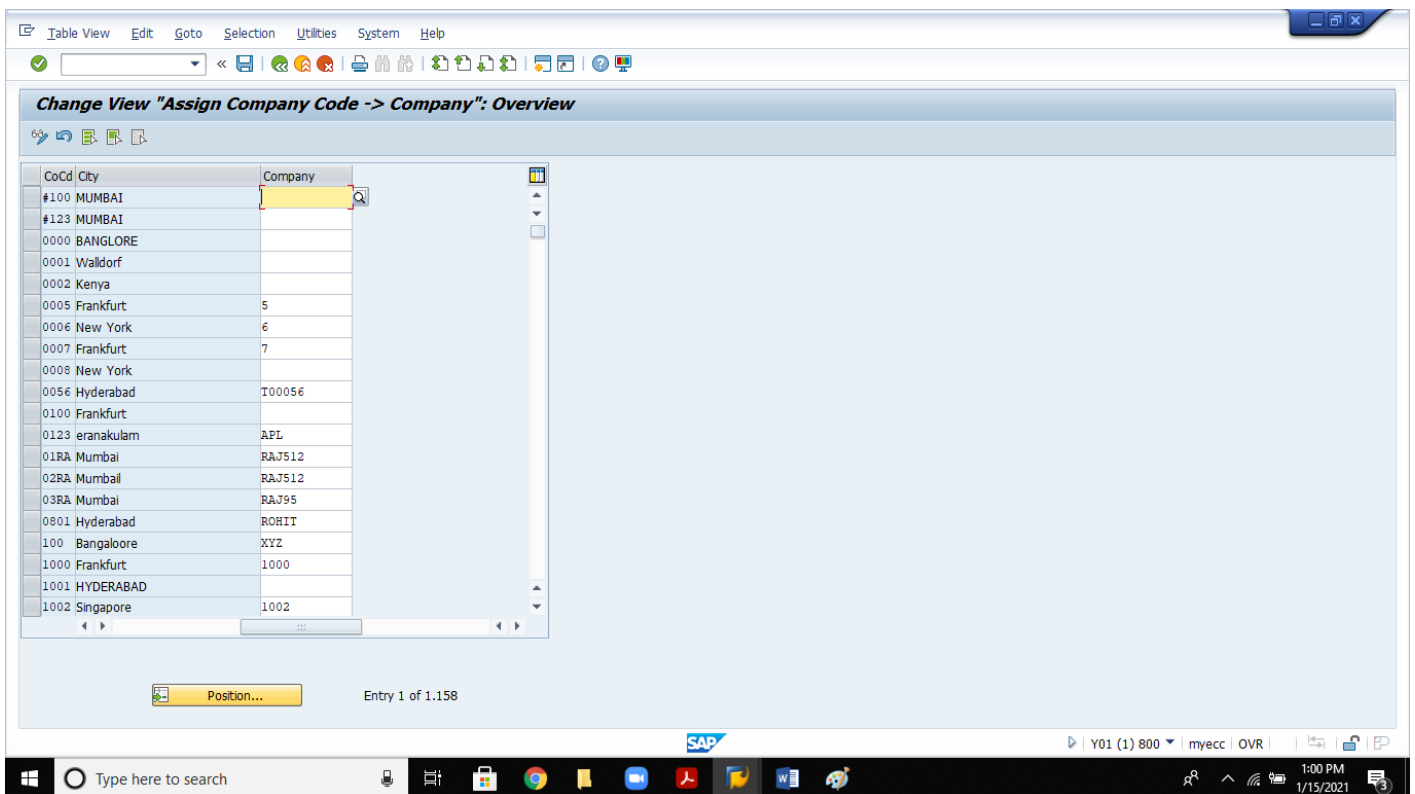 Table View Edit Goto Selection Utilities System Help
Change View "Assign Company Code -> Company": Overview
CoCd City Company
#100 MUMBAI
#123 MUMBAI
0000 BANGLORE
0001 Walldorf
0002 Kenya
0005 Frankfurt 5
0006 New York 6
0007 Frankfurt 7
0008 New York
0056 Hyderabad T00056
0100 Frankfurt
0123 eranakulam APL
01RA Mumbai RAJ512
02RA Mumbail RAJ512
03RA Mumbai RAJ95
0801 Hyderabad ROHIT
100 Bangaloore XYZ
1000 Frankfurt 1000
1001 HYDERABAD
1002 Singapore 1002
Position... Entry 1 of 1.158
SAP Y01 (1) 800 myecc OVR
Type here to search 1:00 PM
1/15/2021 3